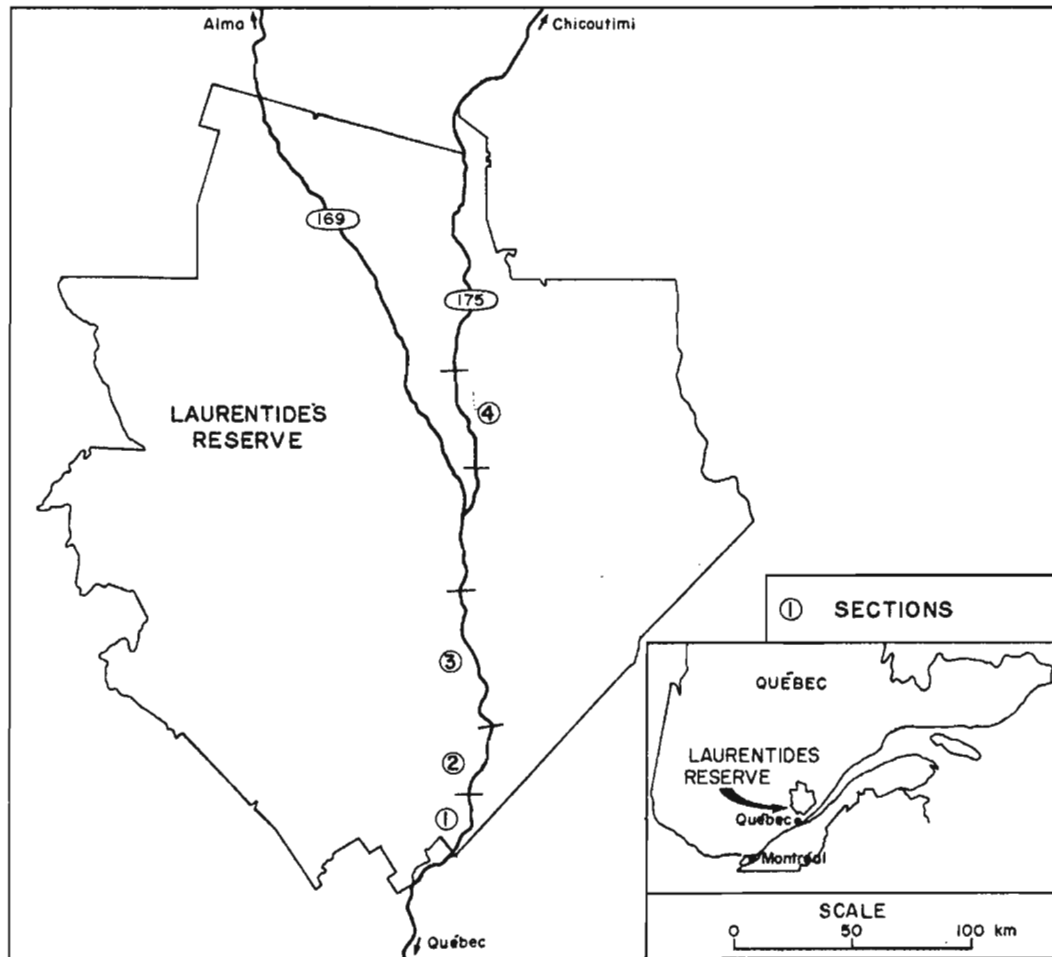 Alma
Chicoutimi
169
175
④
LAURENTIDES
RESERVE
③
②
①
Québec
① SECTIONS
QUÉBEC
LAURENTIDES
RESERVE
Québec
Montréal
SCALE
0 50 100 km